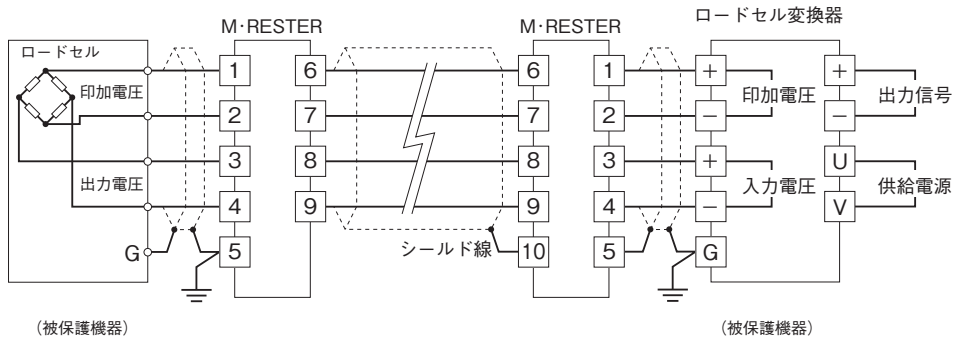 ロードセル変換器
M・RESTER
M・RESTER
ロードセル
1
6
6
1
+
+
印加電圧
印加電圧
出力信号
2
7
7
2
−
−
3
8
8
3
+
U
出力電圧
入力電圧
供給電源
4
9
9
4
−
V
G
5
シールド線
10
5
G
（被保護機器）
（被保護機器）